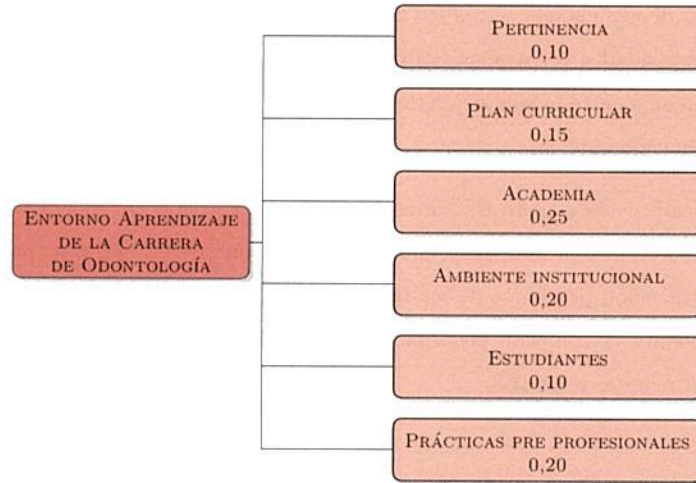 Pertinencia
0,10
Plan curricular
0,15
Academia
0,25
Entorno Aprendizaje
de la Carrera
de Odontología
Ambiente institucional
0,20
Estudiantes
0,10
Prácticas pre profesionales
0,20